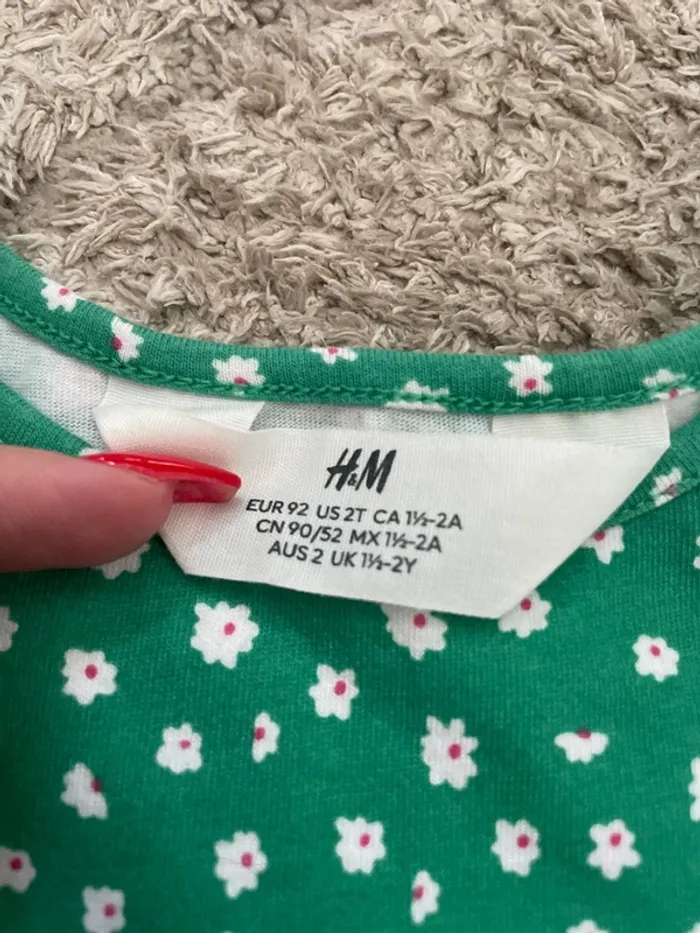 H&M
EUR 92 US 2T CA 1½-2A
CN 90/52 MX 1½-2A
AUS 2 UK 1½-2Y